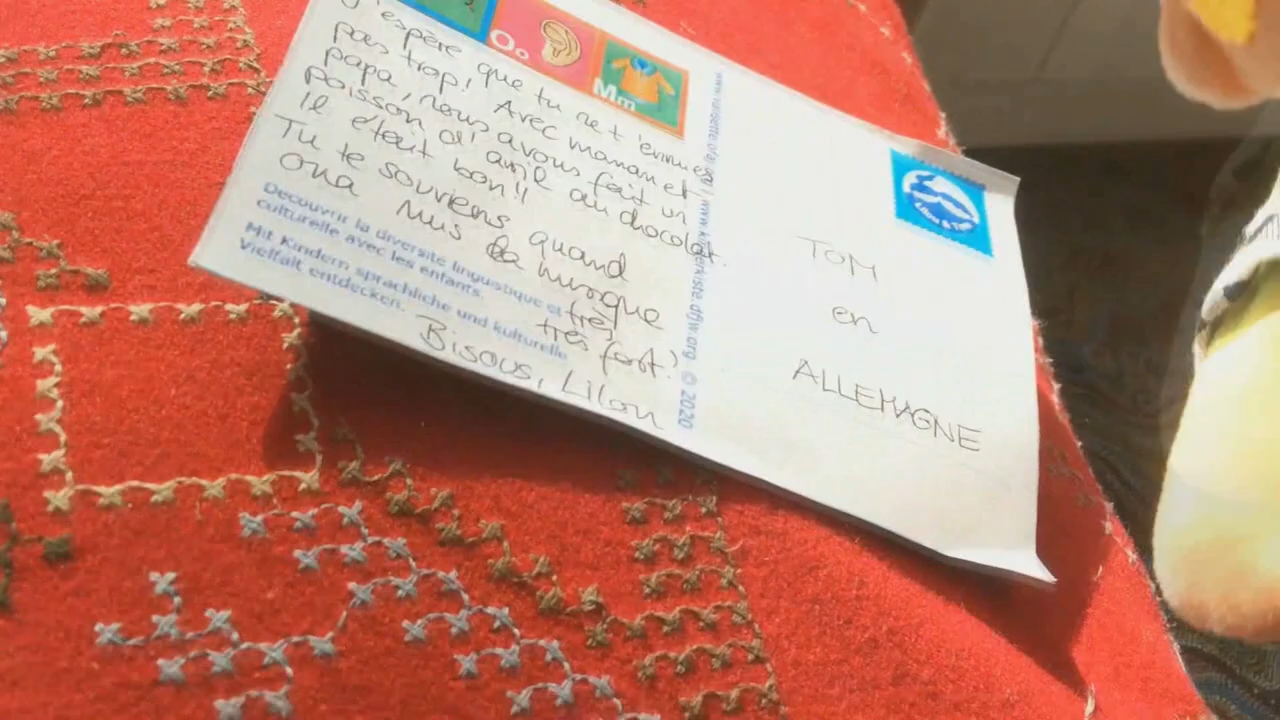 Oo
Mm
J'espère que tu ne t'ennuies
pas trop! Avec maman et
papa, nous avons fait un
poisson d'avril au chocolat.
Il était bon!!
Tu te souviens quand
on a mis la musique
très
très fort?
Bisous, Lilou
Découvrir la diversité linguistique et
culturelle avec les enfants.
Mit Kindern sprachliche und kulturelle
Vielfalt entdecken.
© 2020
TOM
en
ALLEMAGNE